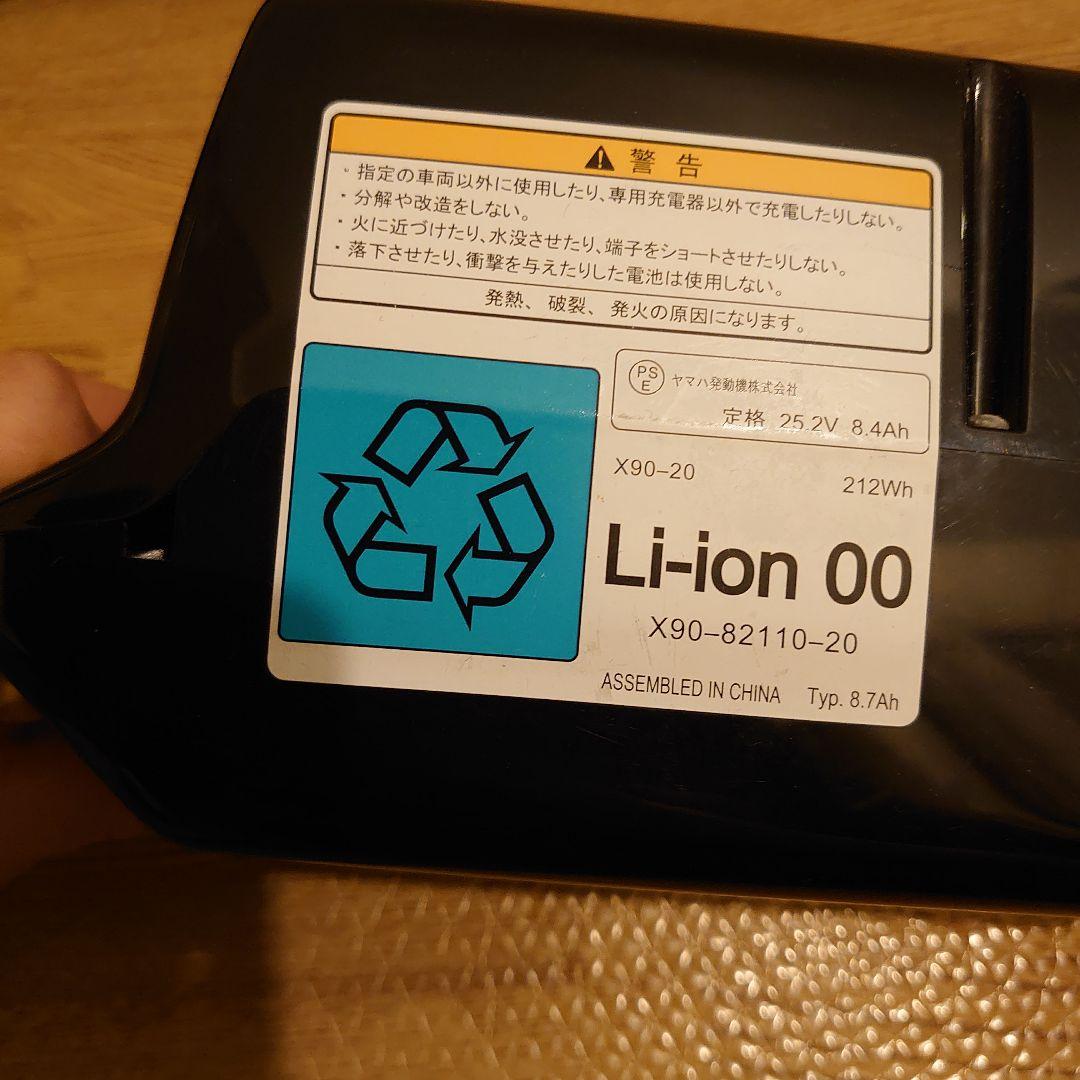 警告
・指定の車両以外に使用したり、専用充電器以外で充電したりしない。
・分解や改造をしない。
・火に近づけたり、水没させたり、端子をショートさせたりしない。
・落下させたり、衝撃を与えたりした電池は使用しない。
発熱、破裂、発火の原因になります。
PS
E
ヤマハ発動機株式会社
定格 25.2V 8.4Ah
X90-20 212Wh
Li-ion 00
X90-82110-20
ASSEMBLED IN CHINA Typ. 8.7Ah